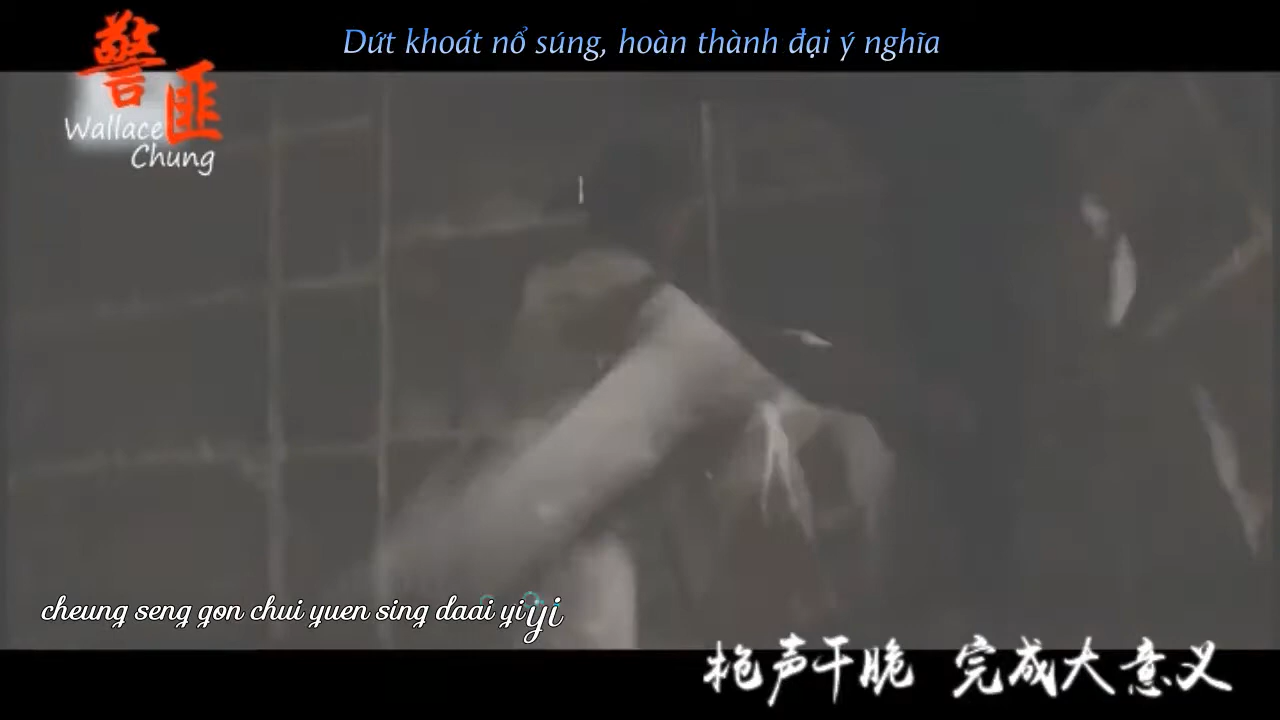 Dứt khoát nổ súng, hoàn thành đại ý nghĩa
警匪
Wallace
Chung
cheung seng gon chui yuen sing daai yi yi
枪声干脆 完成大意义